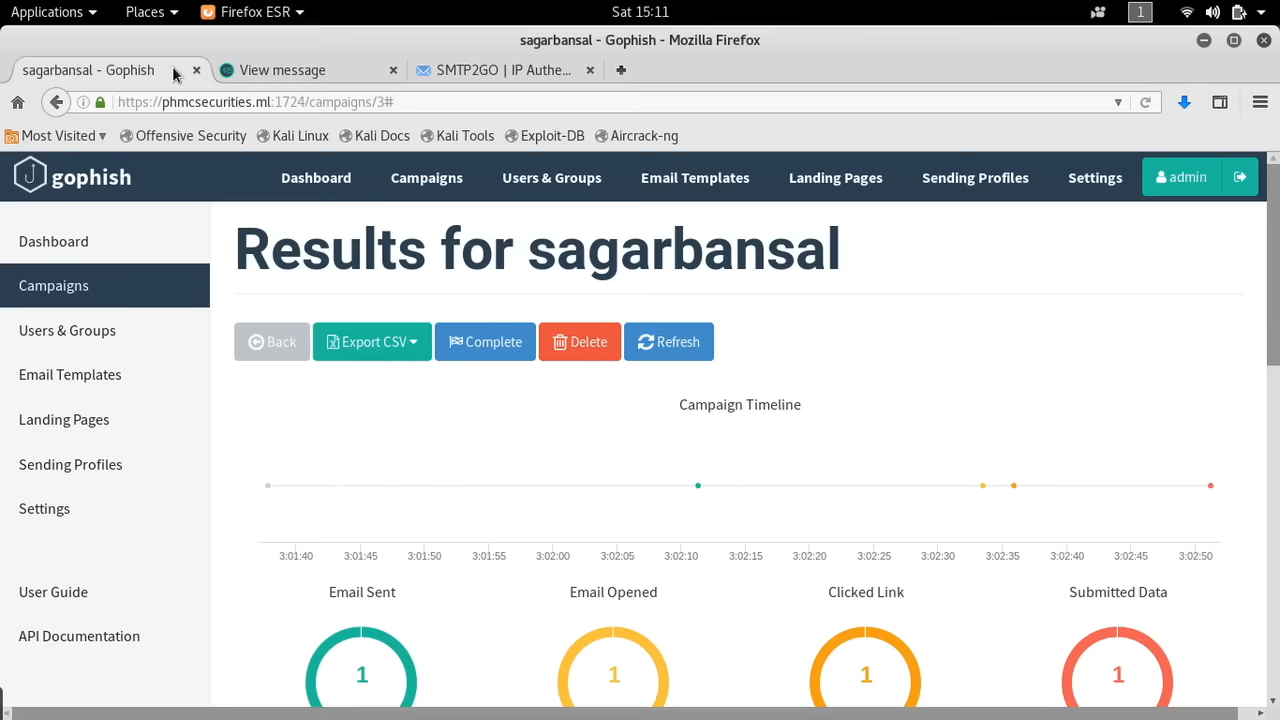 Applications Places Firefox ESR Sat 15:11 1
sagarbansal - Gophish - Mozilla Firefox
sagarbansal - Gophish View message SMTP2GO | IP Authe...
https://phmcsecurities.ml:1724/campaigns/3#
Most Visited Offensive Security Kali Linux Kali Docs Kali Tools Exploit-DB Aircrack-ng
gophish Dashboard Campaigns Users & Groups Email Templates Landing Pages Sending Profiles Settings admin
Dashboard
Campaigns
Users & Groups
Email Templates
Landing Pages
Sending Profiles
Settings
User Guide
API Documentation
Results for sagarbansal
Back Export CSV Complete Delete Refresh
Campaign Timeline
3:01:40 3:01:45 3:01:50 3:01:55 3:02:00 3:02:05 3:02:10 3:02:15 3:02:20 3:02:25 3:02:30 3:02:35 3:02:40 3:02:45 3:02:50
Email Sent Email Opened Clicked Link Submitted Data
1 1 1 1